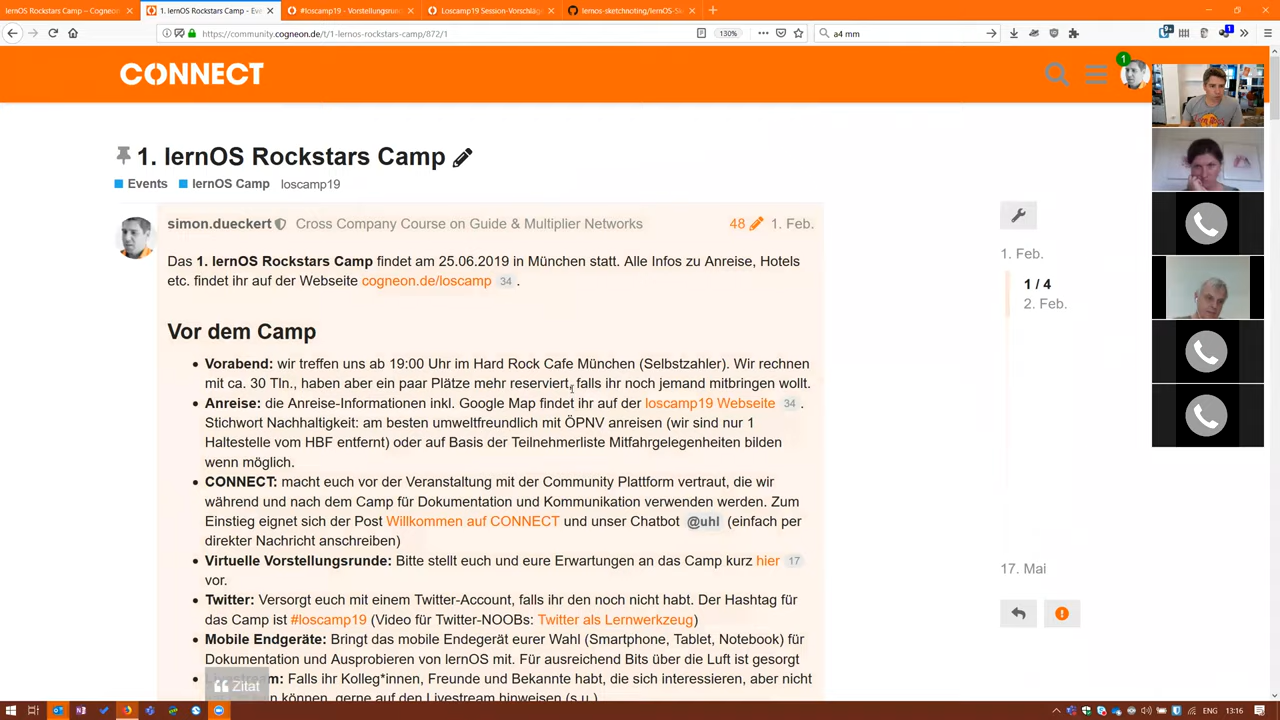 1. lernOS Rockstars Camp - Eve
#loscamp19 - Vorstellungsrun
Loscamp19 Session-Vorschläge
https://community.cogneon.de/t/1-lernos-rockstars-camp/872/1
130%
a4 mm
CONNECT
1
1. lernOS Rockstars Camp
Events lernOS Camp loscamp19
simon.dueckert Cross Company Course on Guide & Multiplier Networks 48 1. Feb.
Das 1. lernOS Rockstars Camp findet am 25.06.2019 in München statt. Alle Infos zu Anreise, Hotels
etc. findet ihr auf der Webseite cogneon.de/loscamp 34 .
Vor dem Camp
• Vorabend: wir treffen uns ab 19:00 Uhr im Hard Rock Cafe München (Selbstzahler). Wir rechnen
mit ca. 30 Tln., haben aber ein paar Plätze mehr reserviert, falls ihr noch jemand mitbringen wollt.
• Anreise: die Anreise-Informationen inkl. Google Map findet ihr auf der loscamp19 Webseite 34 .
Stichwort Nachhaltigkeit: am besten umweltfreundlich mit ÖPNV anreisen (wir sind nur 1
Haltestelle vom HBF entfernt) oder auf Basis der Teilnehmerliste Mitfahrgelegenheiten bilden
wenn möglich.
• CONNECT: macht euch vor der Veranstaltung mit der Community Plattform vertraut, die wir
während und nach dem Camp für Dokumentation und Kommunikation verwenden werden. Zum
Einstieg eignet sich der Post Willkommen auf CONNECT und unser Chatbot @uhl (einfach per
direkter Nachricht anschreiben)
• Virtuelle Vorstellungsrunde: Bitte stellt euch und eure Erwartungen an das Camp kurz hier 17
vor.
• Twitter: Versorgt euch mit einem Twitter-Account, falls ihr den noch nicht habt. Der Hashtag für
das Camp ist #loscamp19 (Video für Twitter-NOOBs: Twitter als Lernwerkzeug)
• Mobile Endgeräte: Bringt das mobile Endegerät eurer Wahl (Smartphone, Tablet, Notebook) für
Dokumentation und Ausprobieren von lernOS mit. Für ausreichend Bits über die Luft ist gesorgt
Falls ihr Kolleg*innen, Freunde und Bekannte habt, die sich interessieren, aber nicht
können, gerne auf den Livestream hinweisen (s.u.)
Zitat
1. Feb.
1 / 4
2. Feb.
17. Mai
ENG 13:16